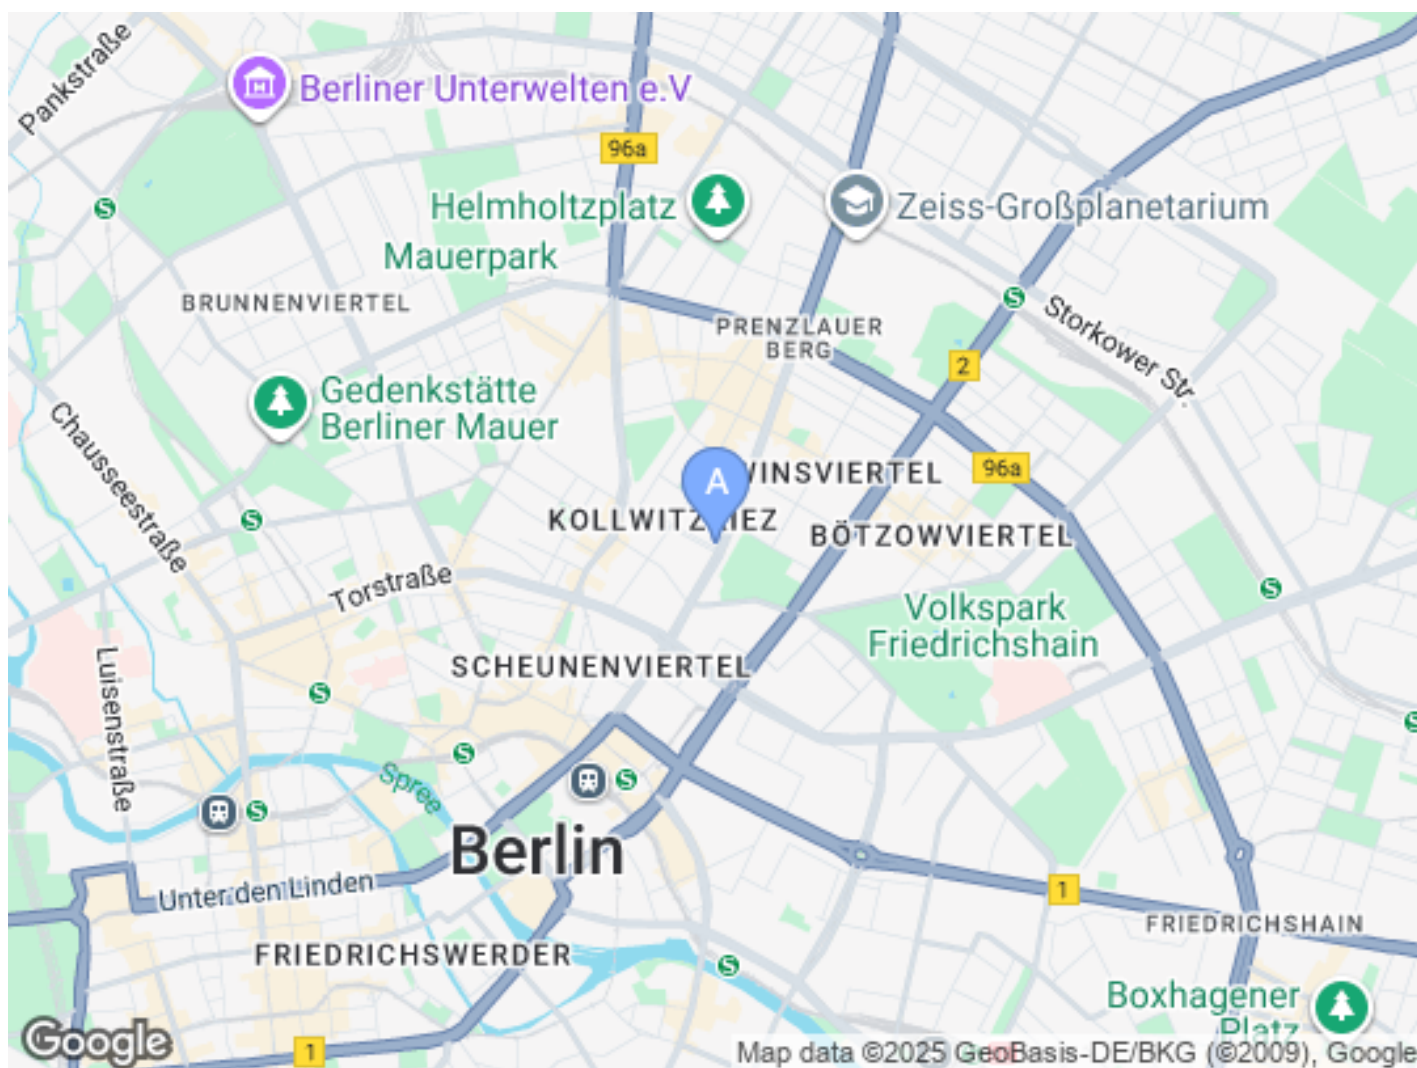 Pankstraße
Berliner Unterwelten e.V
96a
Helmholtzplatz
Zeiss-Großplanetarium
Mauerpark
BRUNNENVIERTEL
PRENZLAUER
BERG
Storkower Str.
2
Gedenkstätte
Berliner Mauer
Chausseestraße
A
WINSVIERTEL
96a
KOLLWITZKIEZ
BÖTZOWVIERTEL
Torstraße
Volkspark
Friedrichshain
Luisenstraße
SCHEUNENVIERTEL
Spree
Berlin
Unter den Linden
1
FRIEDRICHSHAIN
FRIEDRICHSWERDER
Boxhagener
Platz
1
Google
Map data ©2025 GeoBasis-DE/BKG (©2009), Google
S
S
S
S
S
S
S
S
S
S